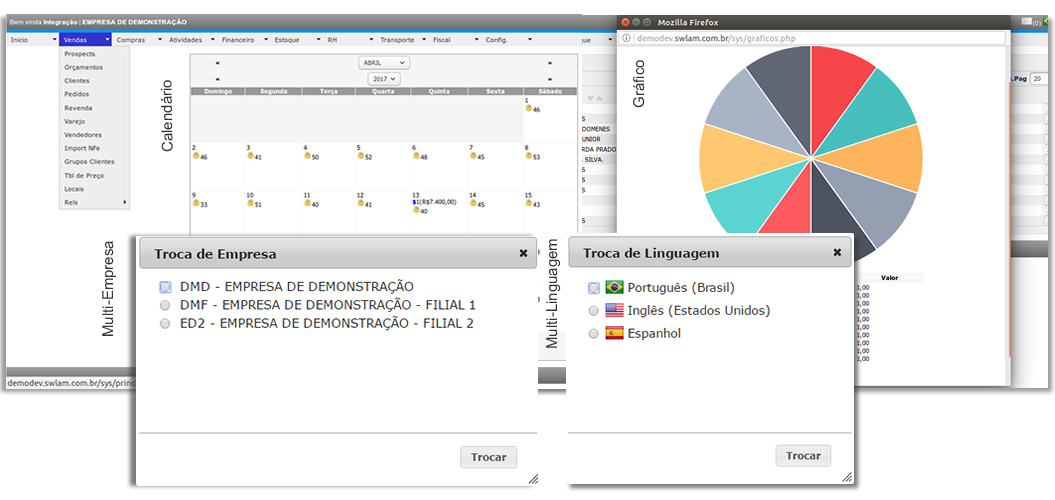 Bem vinda Integração | EMPRESA DE DEMONSTRAÇÃO
Inicio
Vendas
Compras
Atividades
Financeiro
Estoque
RH
Transporte
Fiscal
Config.
Prospects
Orçamentos
Clientes
Pedidos
Revenda
Varejo
Vendedores
Import NFe
Grupos Clientes
Tbl de Preço
Locais
Rels
Calendário
« ABRIL »
« 2017 »
Domingo Segunda Terça Quarta Quinta Sexta Sábado
1
46
2 3 4 5 6 7 8
46 41 50 52 48 45 53
9 10 11 12 13 14 15
$1(R$7.400,00)
33 51 40 41 40 45 43
demodev.swlam.com.br/sys/princi
Multi-Empresa
Troca de Empresa ✖
DMD - EMPRESA DE DEMONSTRAÇÃO
DMF - EMPRESA DE DEMONSTRAÇÃO - FILIAL 1
ED2 - EMPRESA DE DEMONSTRAÇÃO - FILIAL 2
Trocar
Mozilla Firefox
demodev.swlam.com.br/sys/graficos.php
Gráfico
(0)
ue
.Pag 20
S
DOMENES
UNIOR
RDA PRADO
SILVA.
S
S
S
S
Valor
1,00
1,00
1,00
1,00
1,00
1,00
1,00
1,00
1,00
1,00
Multi-Linguagem
Troca de Linguagem ✖
Português (Brasil)
Inglês (Estados Unidos)
Espanhol
Trocar